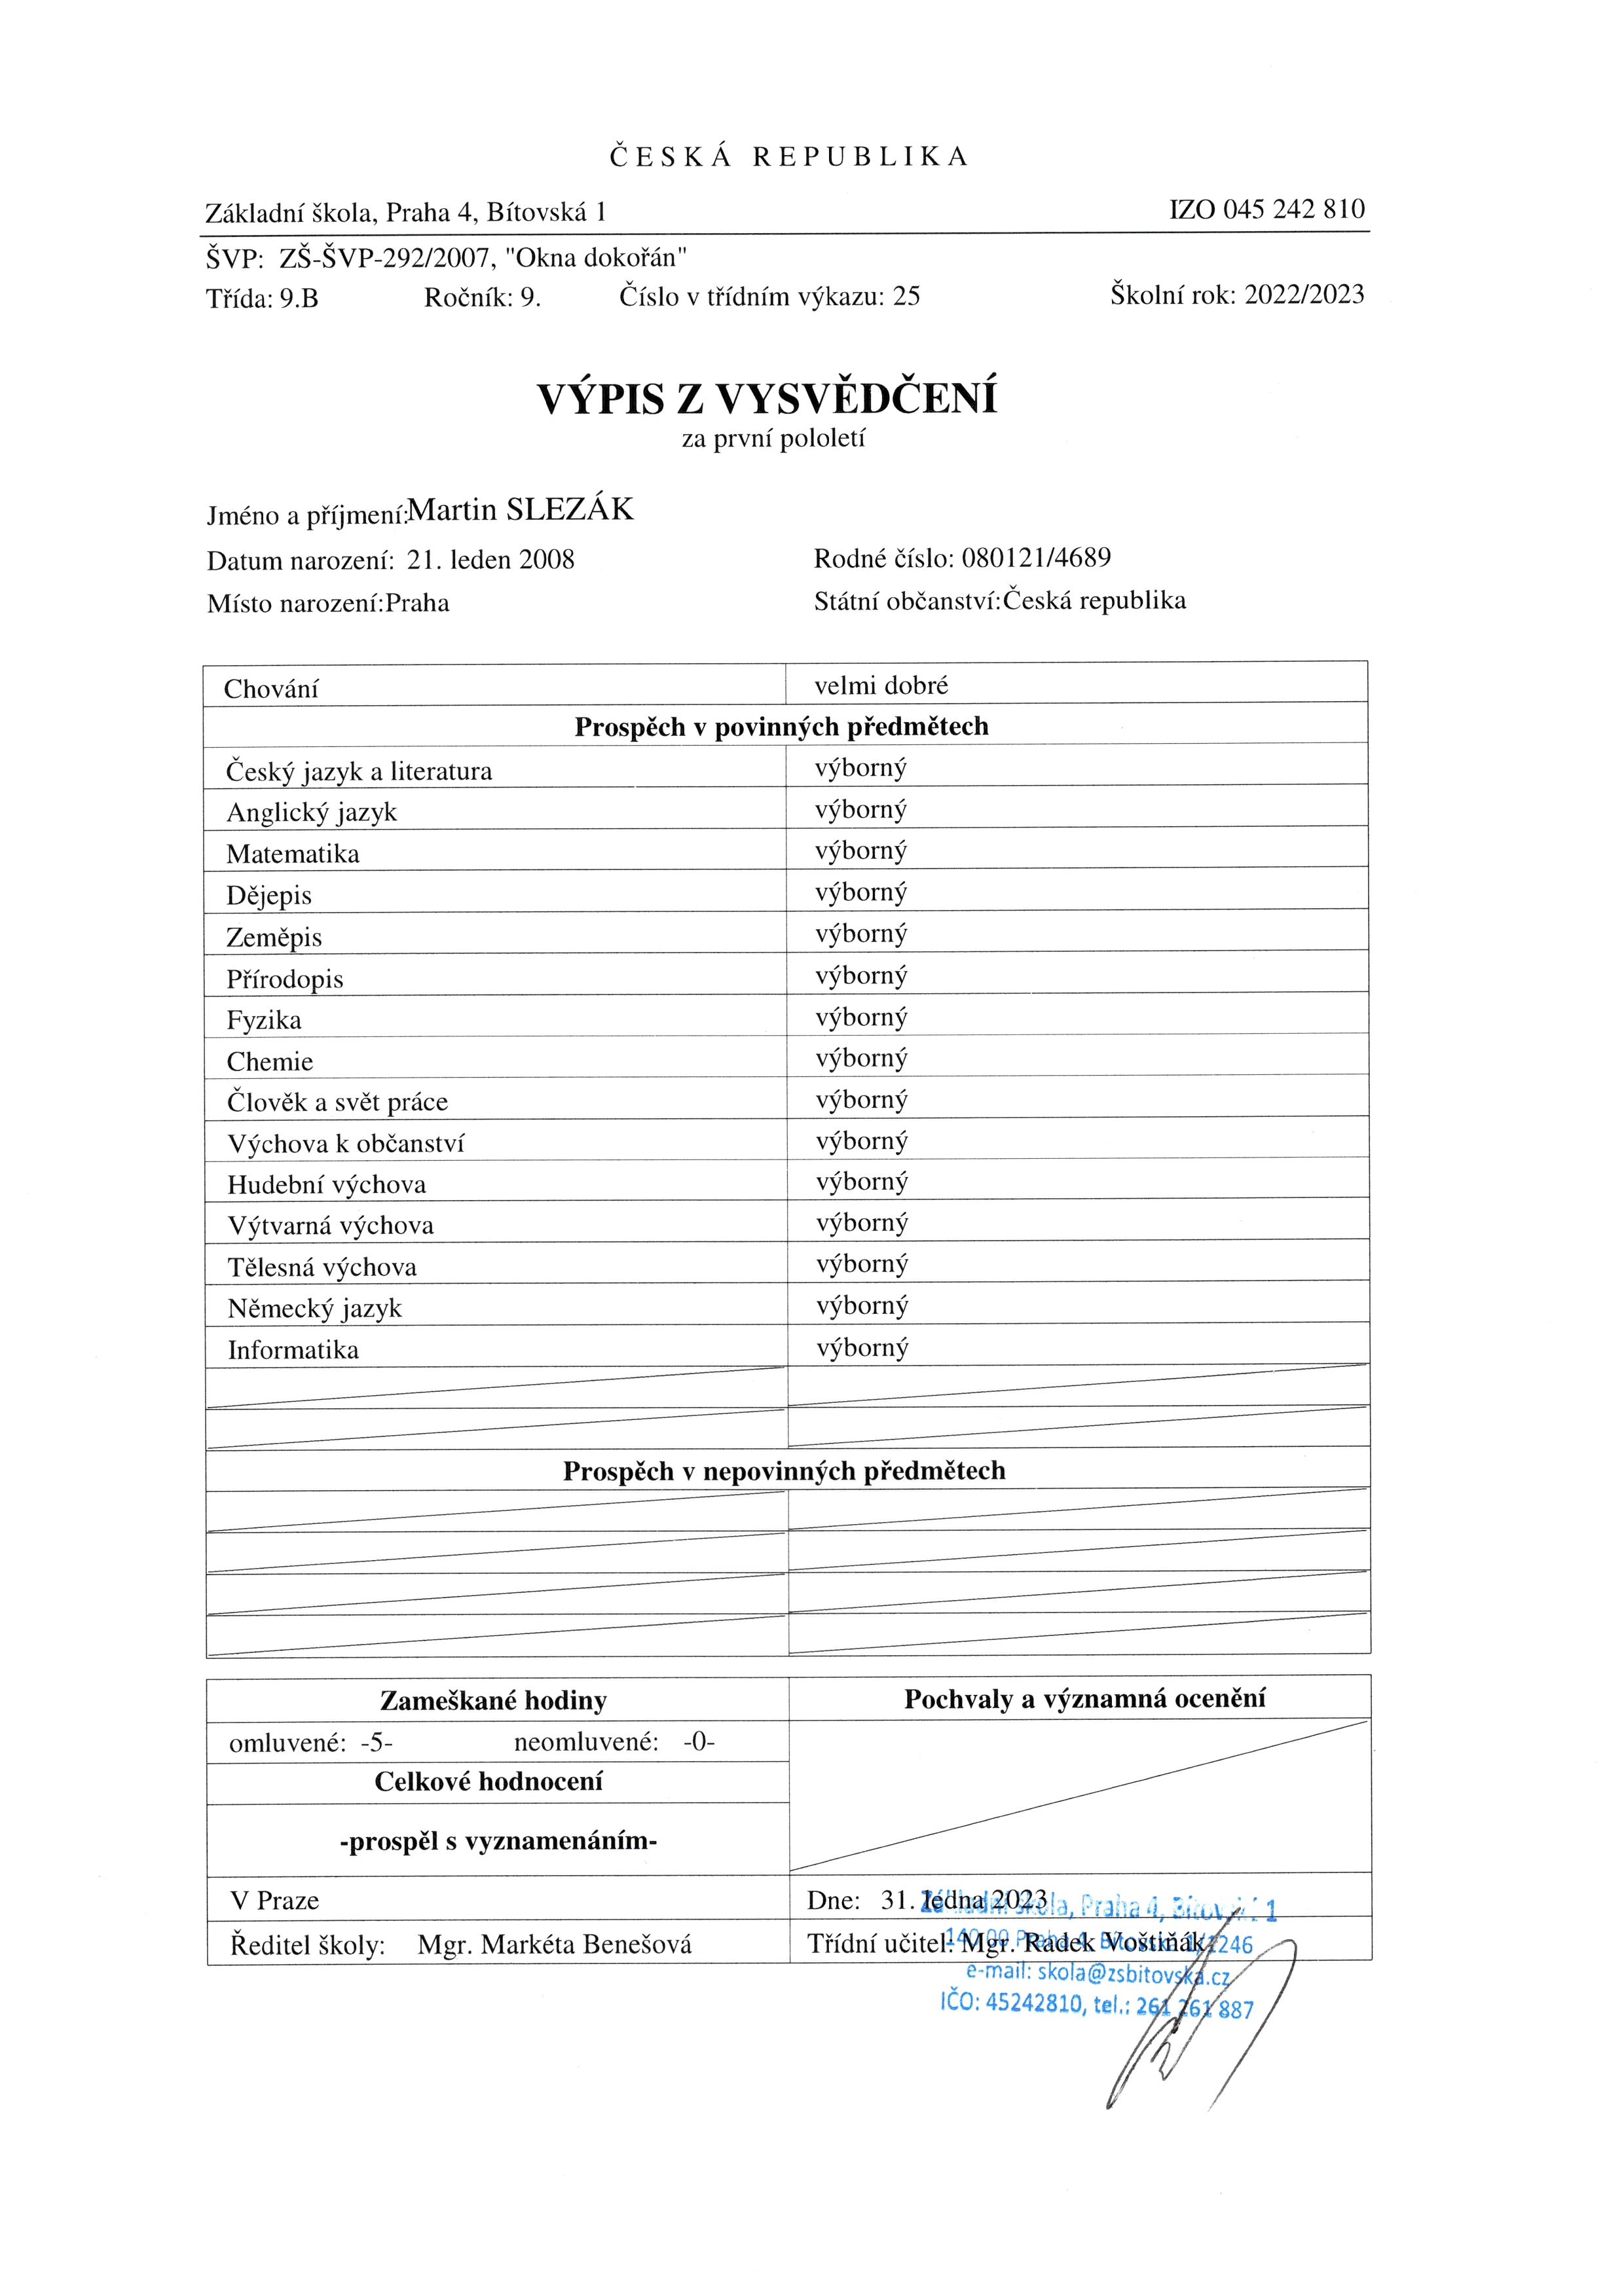 ČESKÁ REPUBLIKA
Základní škola, Praha 4, Bítovská 1 IZO 045 242 810
ŠVP: ZŠ-ŠVP-292/2007, "Okna dokořán"
Třída: 9.B Ročník: 9. Číslo v třídním výkazu: 25 Školní rok: 2022/2023
VÝPIS Z VYSVĚDČENÍ
za první pololetí
Jméno a příjmení:Martin SLEZÁK
Datum narození: 21. leden 2008 Rodné číslo: 080121/4689
Místo narození:Praha Státní občanství:Česká republika
Chování velmi dobré
Prospěch v povinných předmětech
Český jazyk a literatura výborný
Anglický jazyk výborný
Matematika výborný
Dějepis výborný
Zeměpis výborný
Přírodopis výborný
Fyzika výborný
Chemie výborný
Člověk a svět práce výborný
Výchova k občanství výborný
Hudební výchova výborný
Výtvarná výchova výborný
Tělesná výchova výborný
Německý jazyk výborný
Informatika výborný
Prospěch v nepovinných předmětech
Zameškané hodiny Pochvaly a významná ocenění
omluvené: -5- neomluvené: -0-
Celkové hodnocení
-prospěl s vyznamenáním-
V Praze Dne: 31. ledna 2023
Základní škola, Praha 4, Bítovská 1
Ředitel školy: Mgr. Markéta Benešová Třídní učitel: Mgr. Radek Voštiňák
140 00 Praha 4, Bítovská 1/1246
e-mail: skola@zsbitovska.cz
IČO: 45242810, tel.: 261 261 887